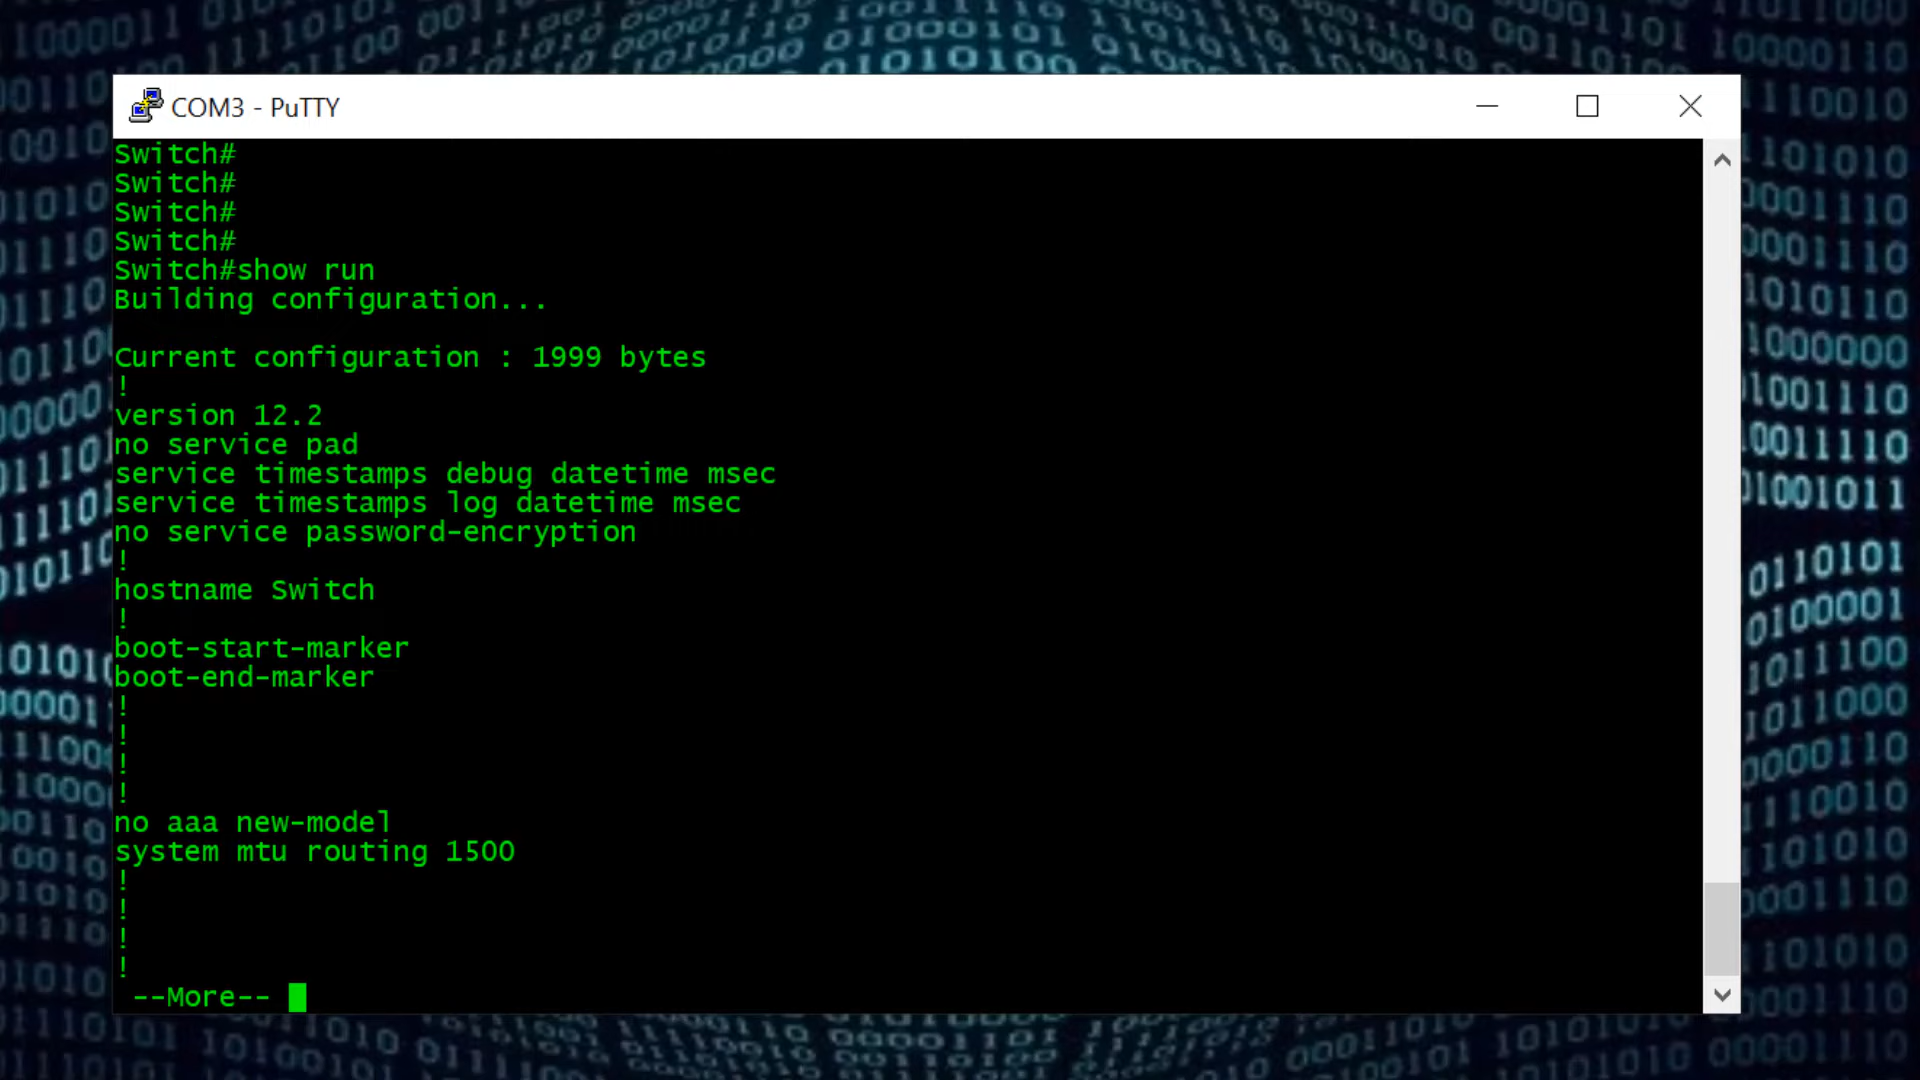 COM3 - PuTTY
Switch#
Switch#
Switch#
Switch#
Switch#show run
Building configuration...
Current configuration : 1999 bytes
!
version 12.2
no service pad
service timestamps debug datetime msec
service timestamps log datetime msec
no service password-encryption
!
hostname Switch
!
boot-start-marker
boot-end-marker
!
!
!
!
no aaa new-model
system mtu routing 1500
!
!
!
!
--More--